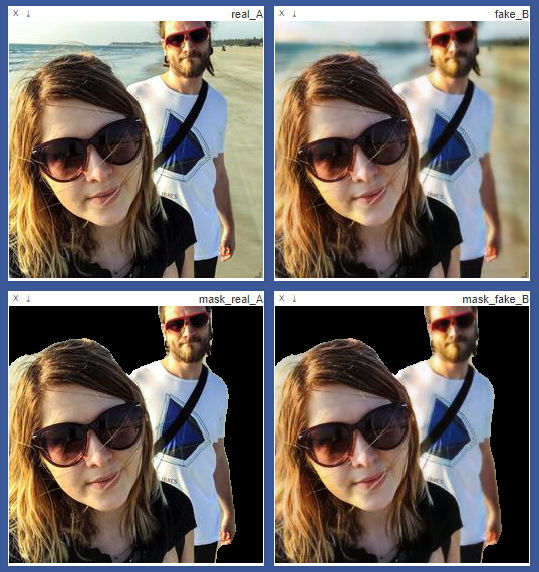 X ↓ real_A
X ↓ fake_B
X ↓ mask_real_A
X ↓ mask_fake_B